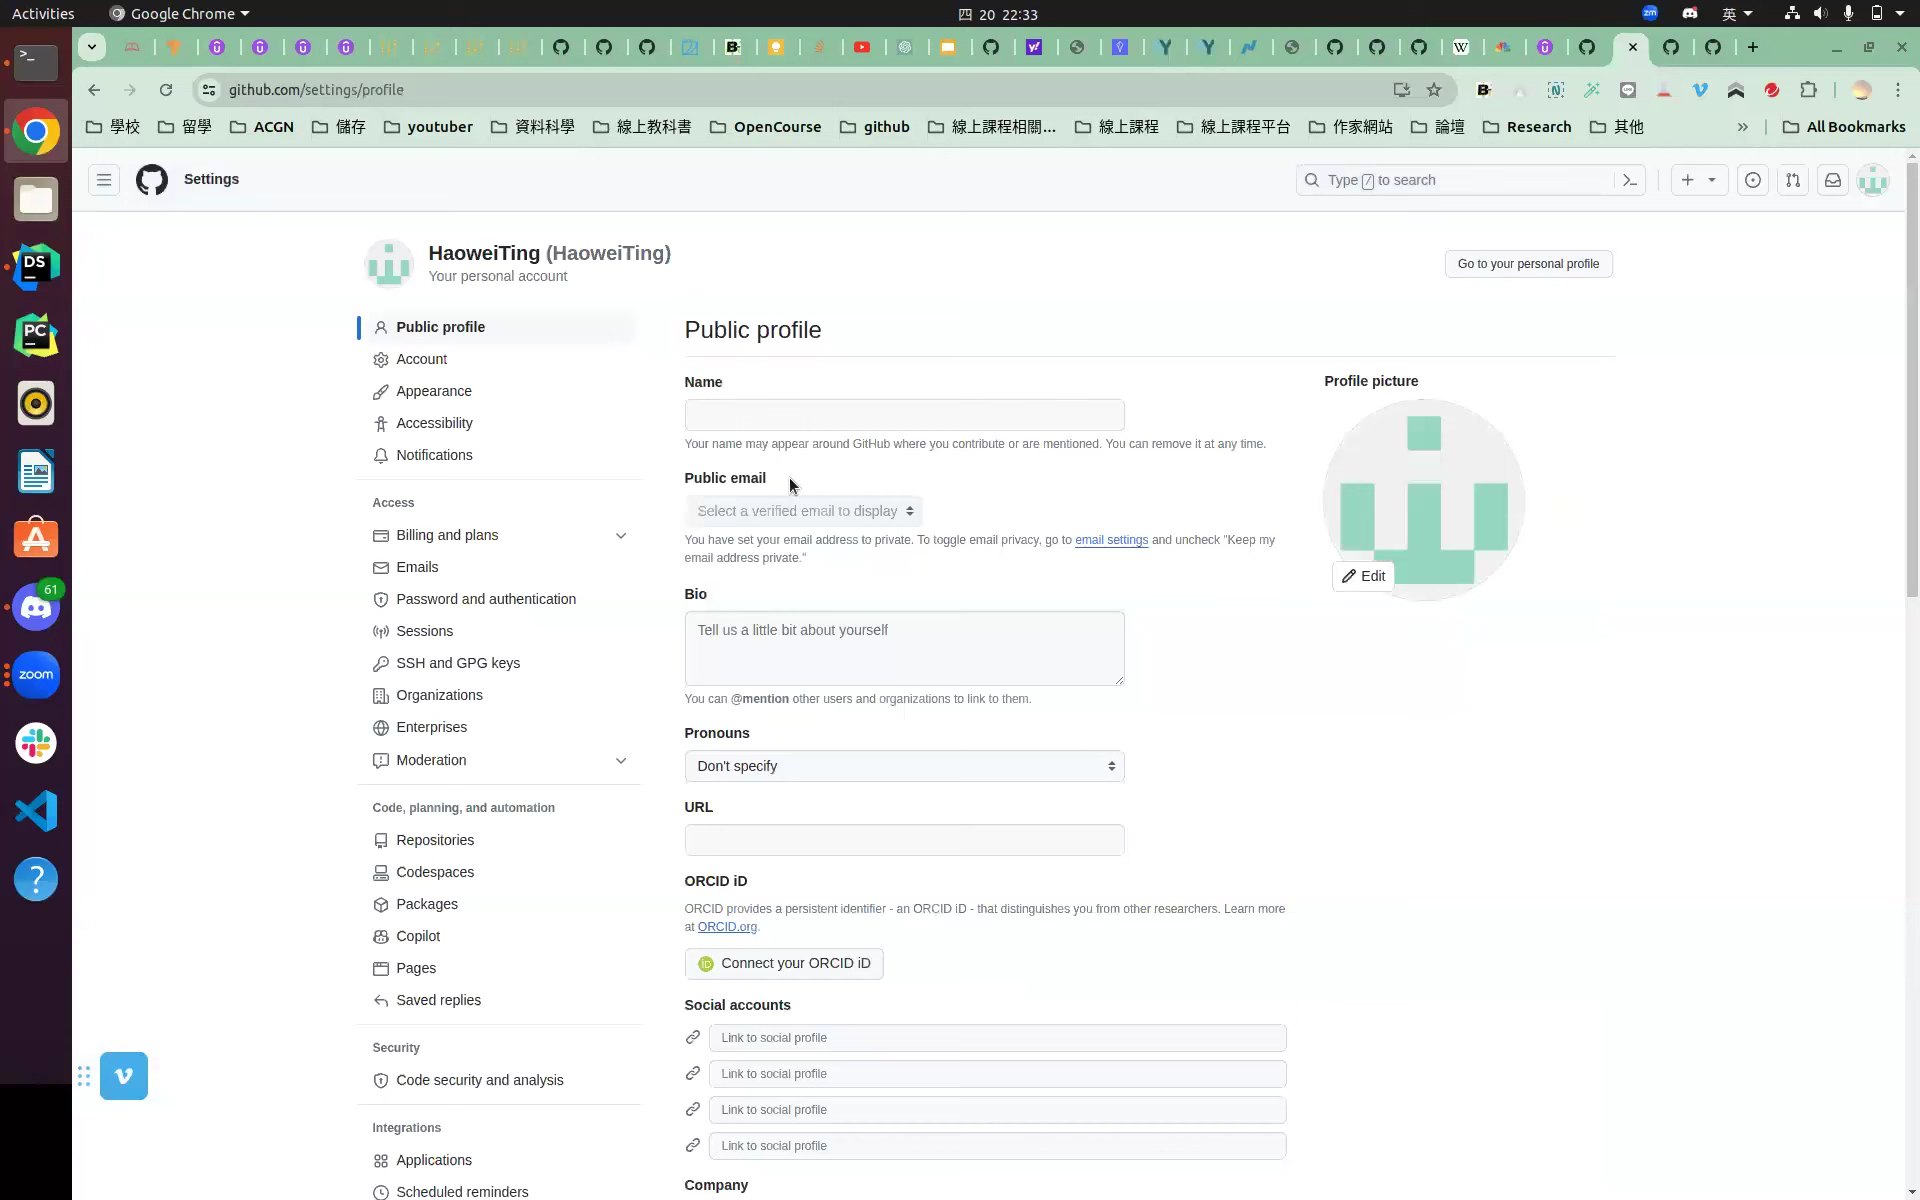 Activities
Google Chrome
四 20 22:33
zm
英
github.com/settings/profile
學校
留學
ACGN
儲存
youtuber
資料科學
線上教科書
OpenCourse
github
線上課程相關...
線上課程
線上課程平台
作家網站
論壇
Research
其他
All Bookmarks
Settings
Type / to search
HaoweiTing (HaoweiTing)
Your personal account
Go to your personal profile
Public profile
Account
Appearance
Accessibility
Notifications
Access
Billing and plans
Emails
Password and authentication
Sessions
SSH and GPG keys
Organizations
Enterprises
Moderation
Code, planning, and automation
Repositories
Codespaces
Packages
Copilot
Pages
Saved replies
Security
Code security and analysis
Integrations
Applications
Scheduled reminders
Public profile
Name
Your name may appear around GitHub where you contribute or are mentioned. You can remove it at any time.
Public email
Select a verified email to display
You have set your email address to private. To toggle email privacy, go to email settings and uncheck "Keep my
email address private."
Bio
Tell us a little bit about yourself
You can @mention other users and organizations to link to them.
Pronouns
Don't specify
URL
ORCID iD
ORCID provides a persistent identifier - an ORCID iD - that distinguishes you from other researchers. Learn more
at ORCID.org.
iD
Connect your ORCID iD
Social accounts
Link to social profile
Link to social profile
Link to social profile
Link to social profile
Company
Profile picture
Edit
DS
PC
61
zoom